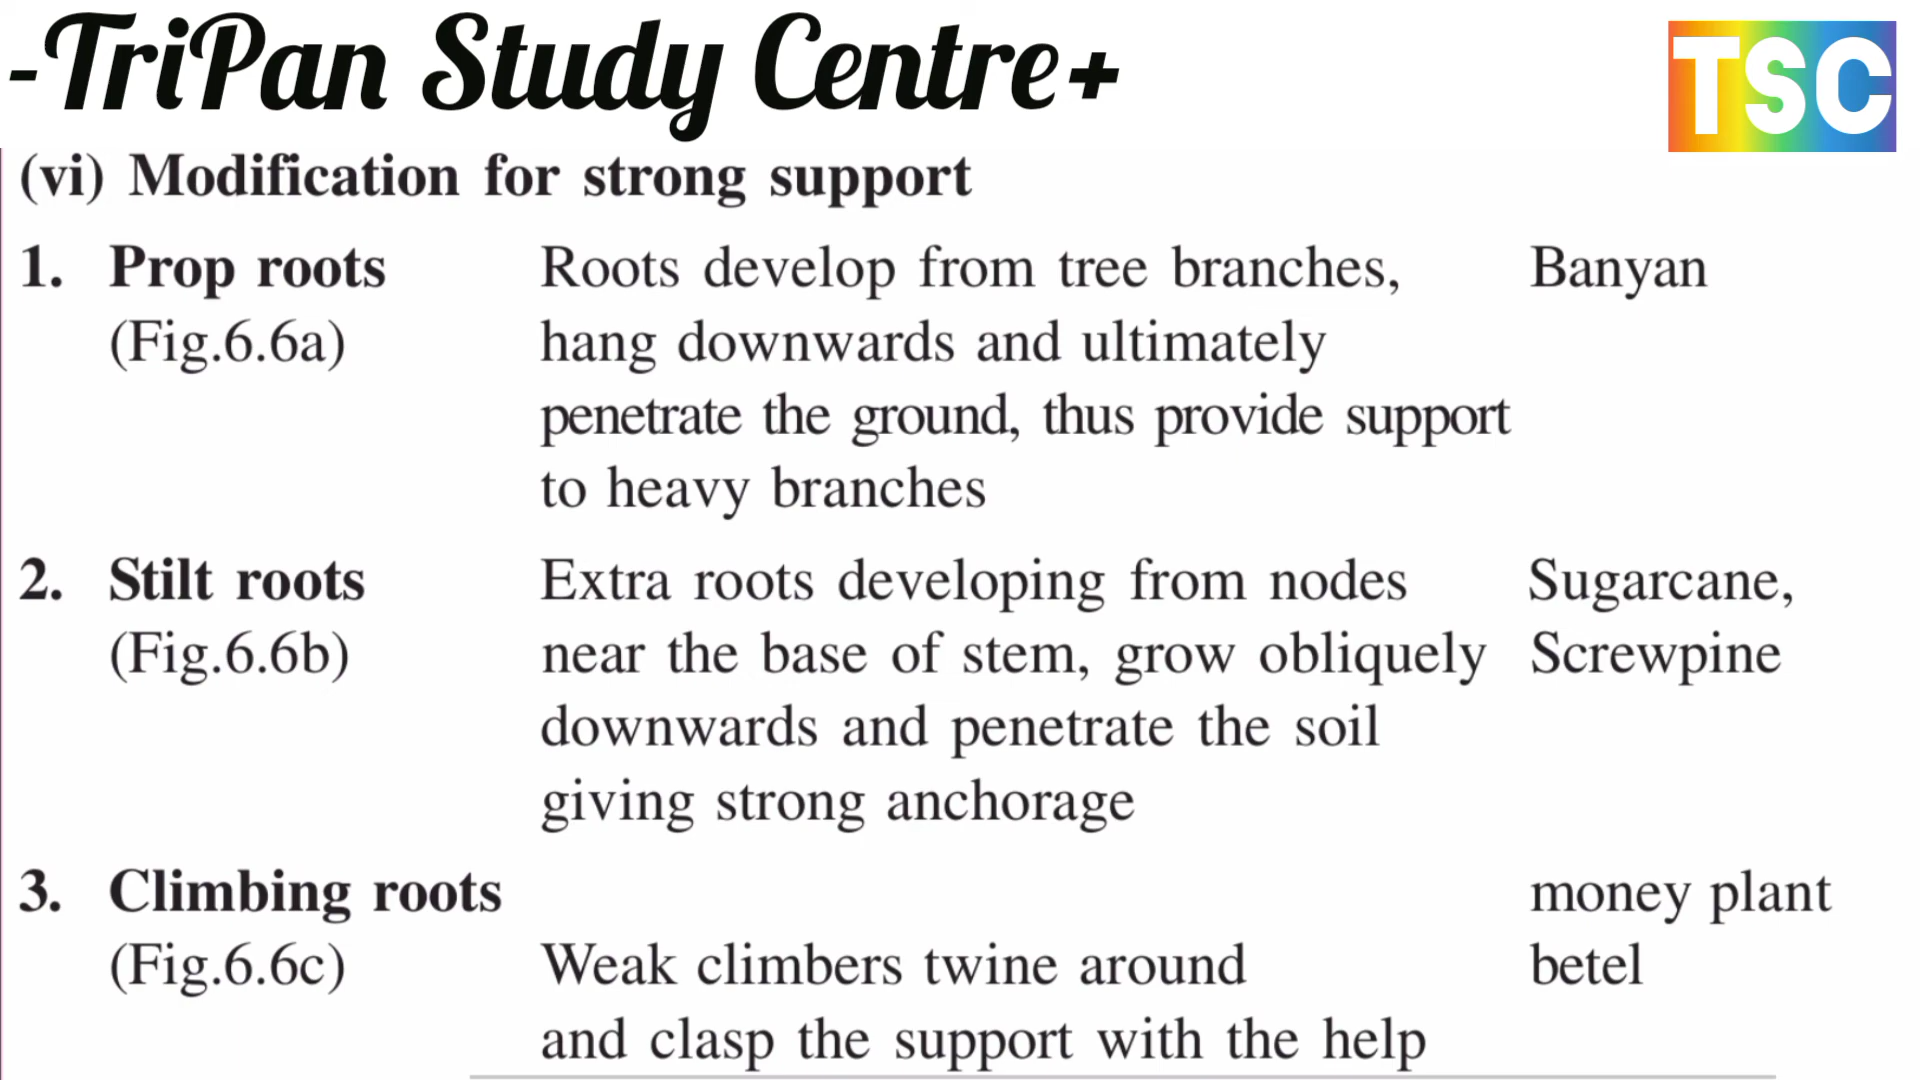 -TriPan Study Centre+
TSC
(vi) Modification for strong support
1. Prop roots Roots develop from tree branches, Banyan
(Fig.6.6a) hang downwards and ultimately
penetrate the ground, thus provide support
to heavy branches
2. Stilt roots Extra roots developing from nodes Sugarcane,
(Fig.6.6b) near the base of stem, grow obliquely Screwpine
downwards and penetrate the soil
giving strong anchorage
3. Climbing roots money plant
(Fig.6.6c) Weak climbers twine around betel
and clasp the support with the help